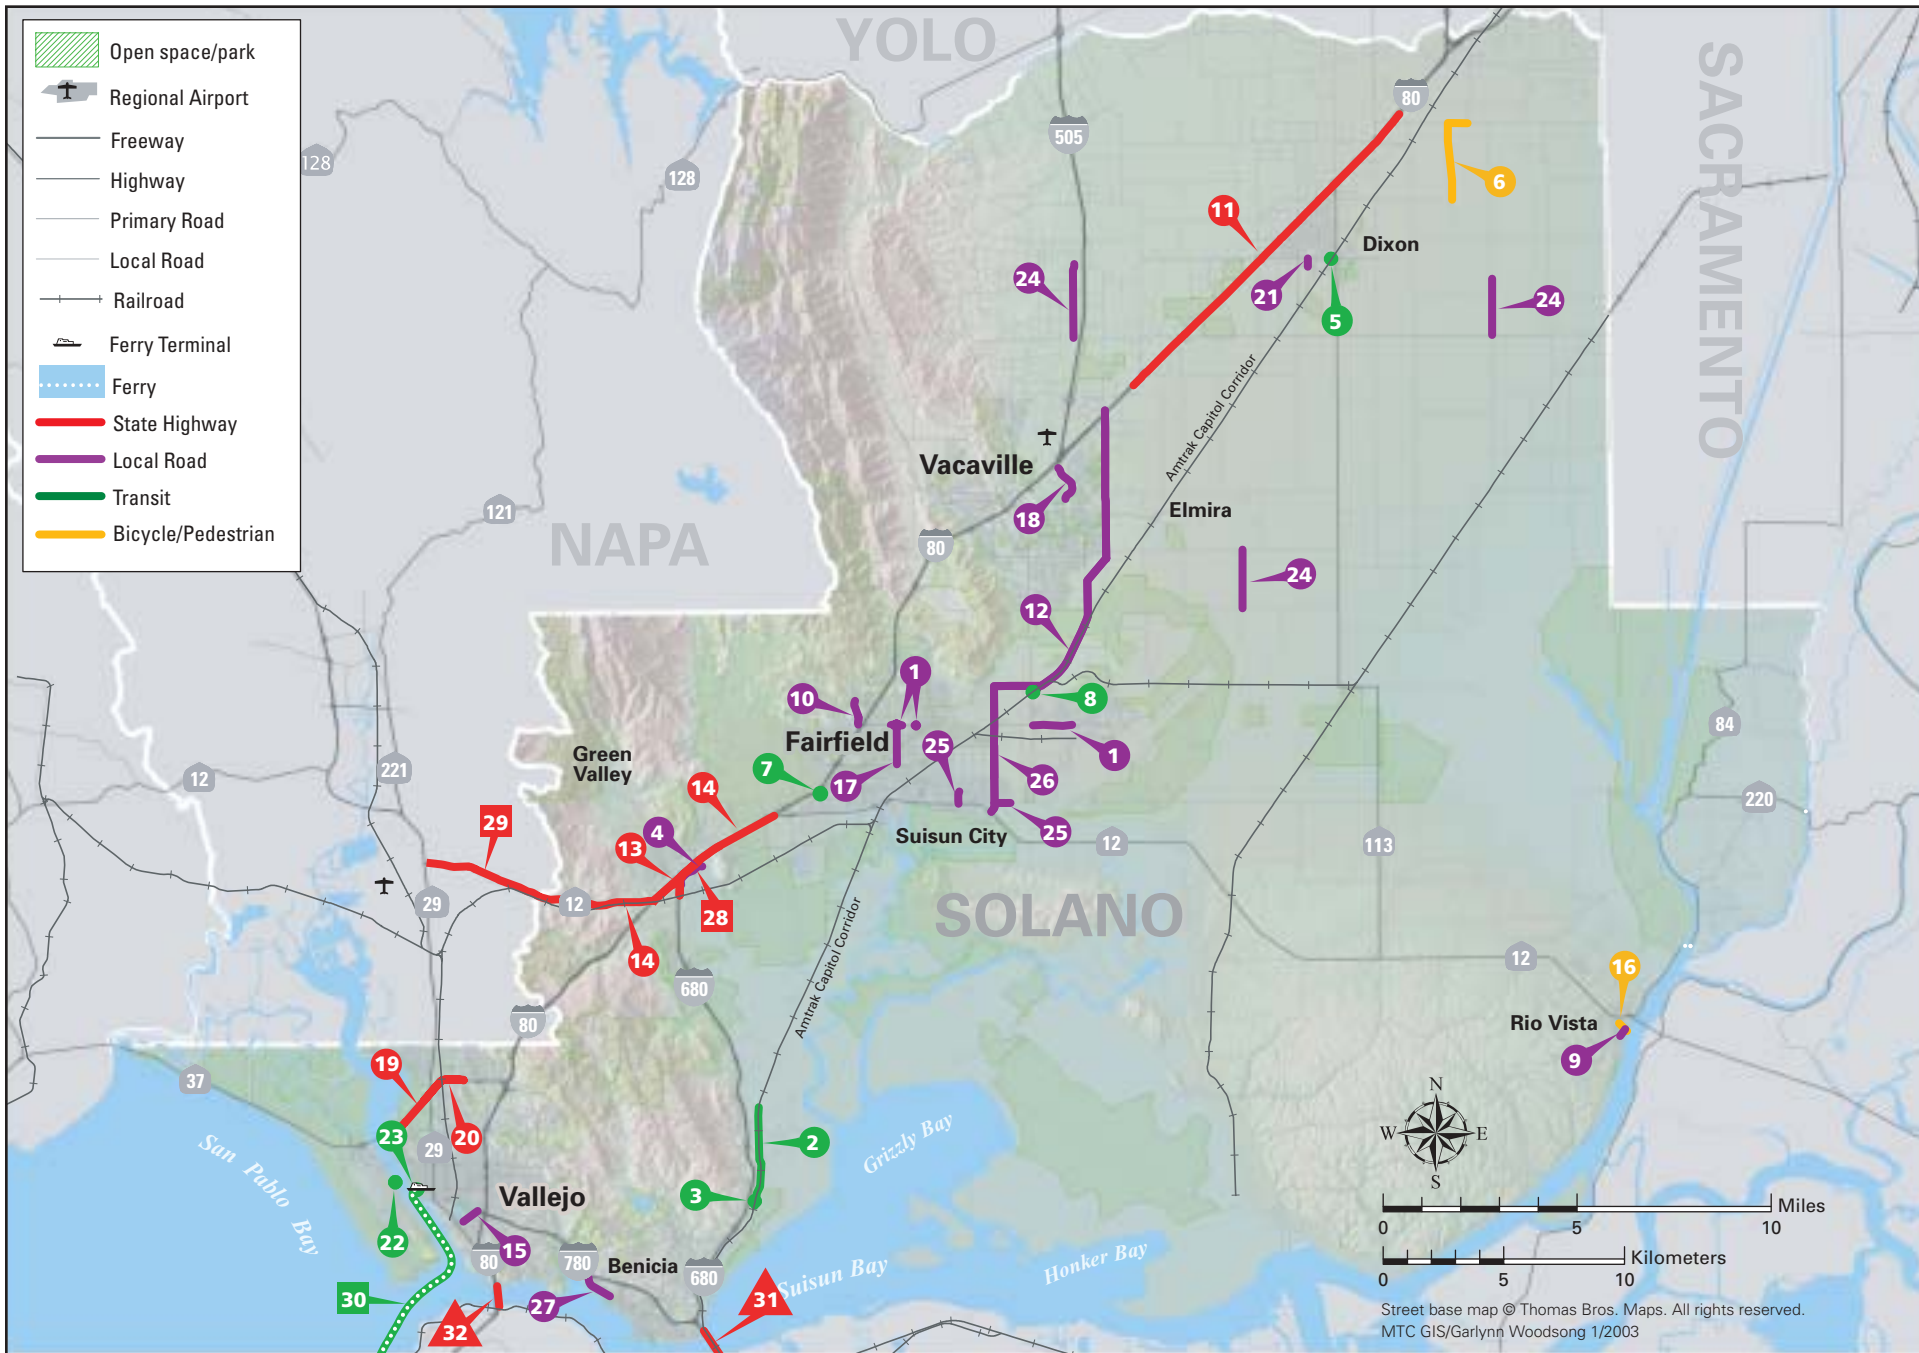 Open space/park
Regional Airport
Freeway
Highway
Primary Road
Local Road
Railroad
Ferry Terminal
Ferry
State Highway
Local Road
Transit
Bicycle/Pedestrian
YOLO
SACRAMENTO
NAPA
SOLANO
80
505
128
128
6
11
Dixon
24
21
5
24
Amtrak Capitol Corridor
Vacaville
18
121
Elmira
80
24
12
1
10
8
84
Green
Valley
Fairfield
25
1
221
12
7
17
26
14
220
29
4
Suisun City
25
12
113
13
29
12
28
14
Amtrak Capitol Corridor
12
16
680
80
Rio Vista
9
37
19
N
W
E
S
23
20
29
2
Grizzly Bay
San Pablo Bay
Vallejo
3
22
15
80
780
Benicia
680
Suisun Bay
Honker Bay
30
27
31
32
Miles
0 5 10
Kilometers
0 5 10
Street base map © Thomas Bros. Maps. All rights reserved.
MTC GIS/Garlynn Woodsong 1/2003